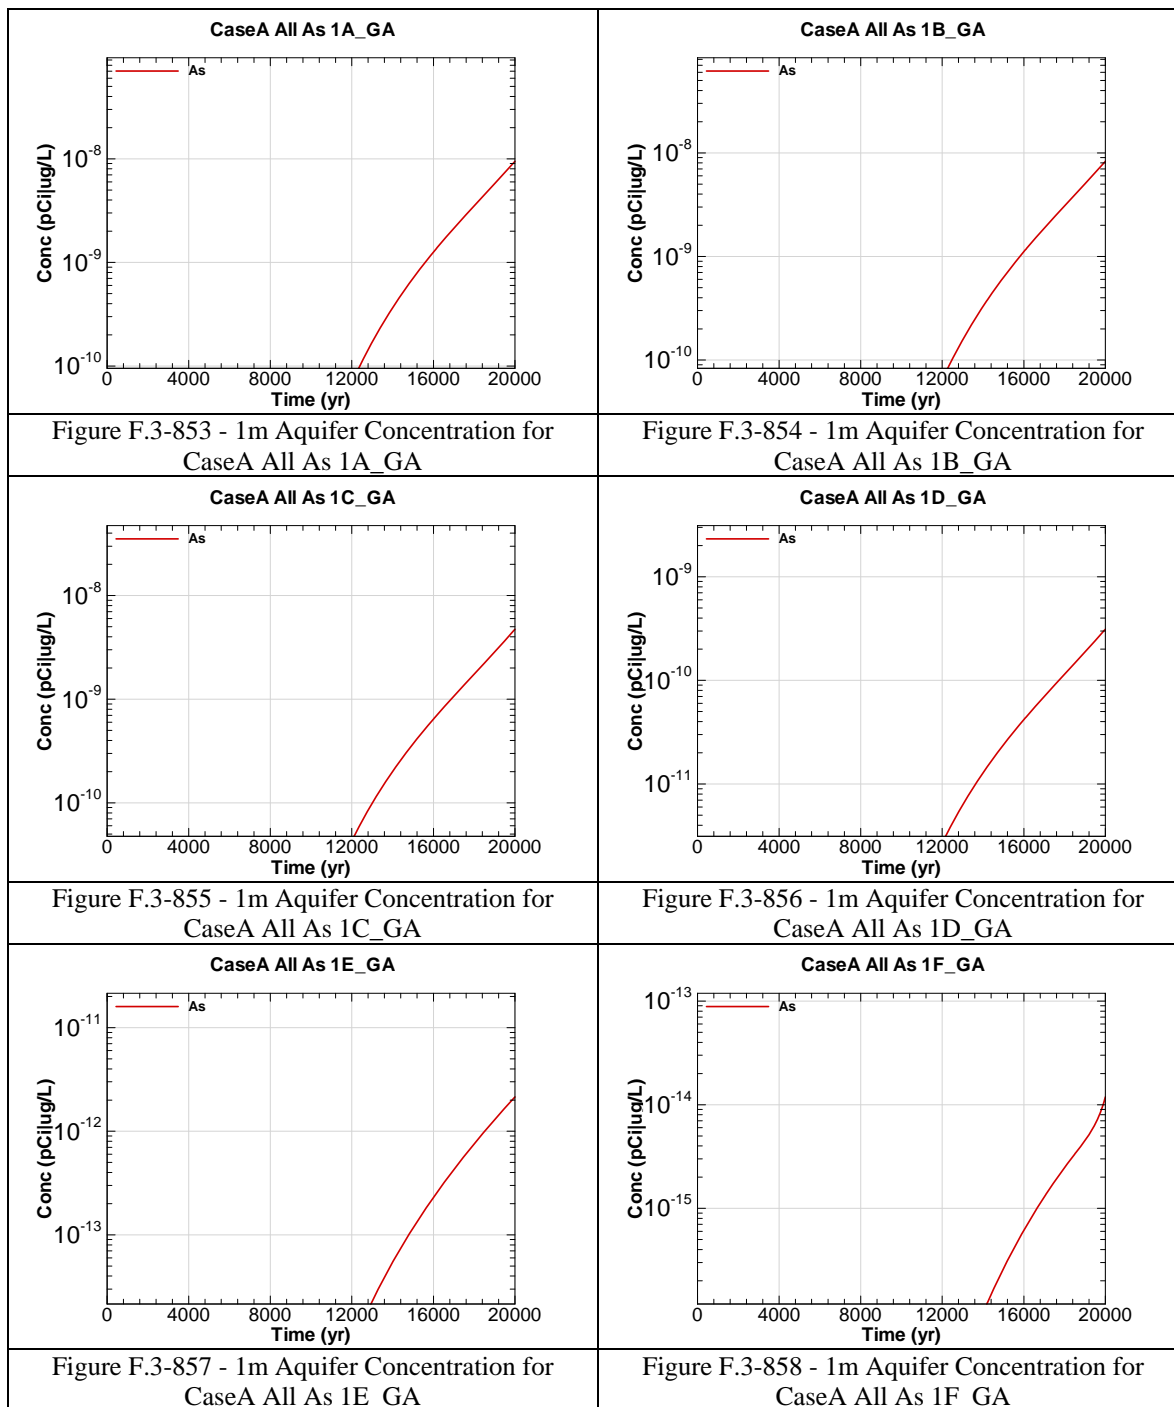 CaseA All As 1A_GA
As
Conc (pCi|ug/L)
10-8
10-9
10-10
0 4000 8000 12000 16000 20000
Time (yr)
Figure F.3-853 - 1m Aquifer Concentration for
CaseA All As 1A_GA
CaseA All As 1B_GA
As
Conc (pCi|ug/L)
10-8
10-9
10-10
0 4000 8000 12000 16000 20000
Time (yr)
Figure F.3-854 - 1m Aquifer Concentration for
CaseA All As 1B_GA
CaseA All As 1C_GA
As
Conc (pCi|ug/L)
10-8
10-9
10-10
0 4000 8000 12000 16000 20000
Time (yr)
Figure F.3-855 - 1m Aquifer Concentration for
CaseA All As 1C_GA
CaseA All As 1D_GA
As
Conc (pCi|ug/L)
10-9
10-10
10-11
0 4000 8000 12000 16000 20000
Time (yr)
Figure F.3-856 - 1m Aquifer Concentration for
CaseA All As 1D_GA
CaseA All As 1E_GA
As
Conc (pCi|ug/L)
10-11
10-12
10-13
0 4000 8000 12000 16000 20000
Time (yr)
Figure F.3-857 - 1m Aquifer Concentration for
CaseA All As 1E_GA
CaseA All As 1F_GA
As
Conc (pCi|ug/L)
10-13
10-14
10-15
0 4000 8000 12000 16000 20000
Time (yr)
Figure F.3-858 - 1m Aquifer Concentration for
CaseA All As 1F_GA